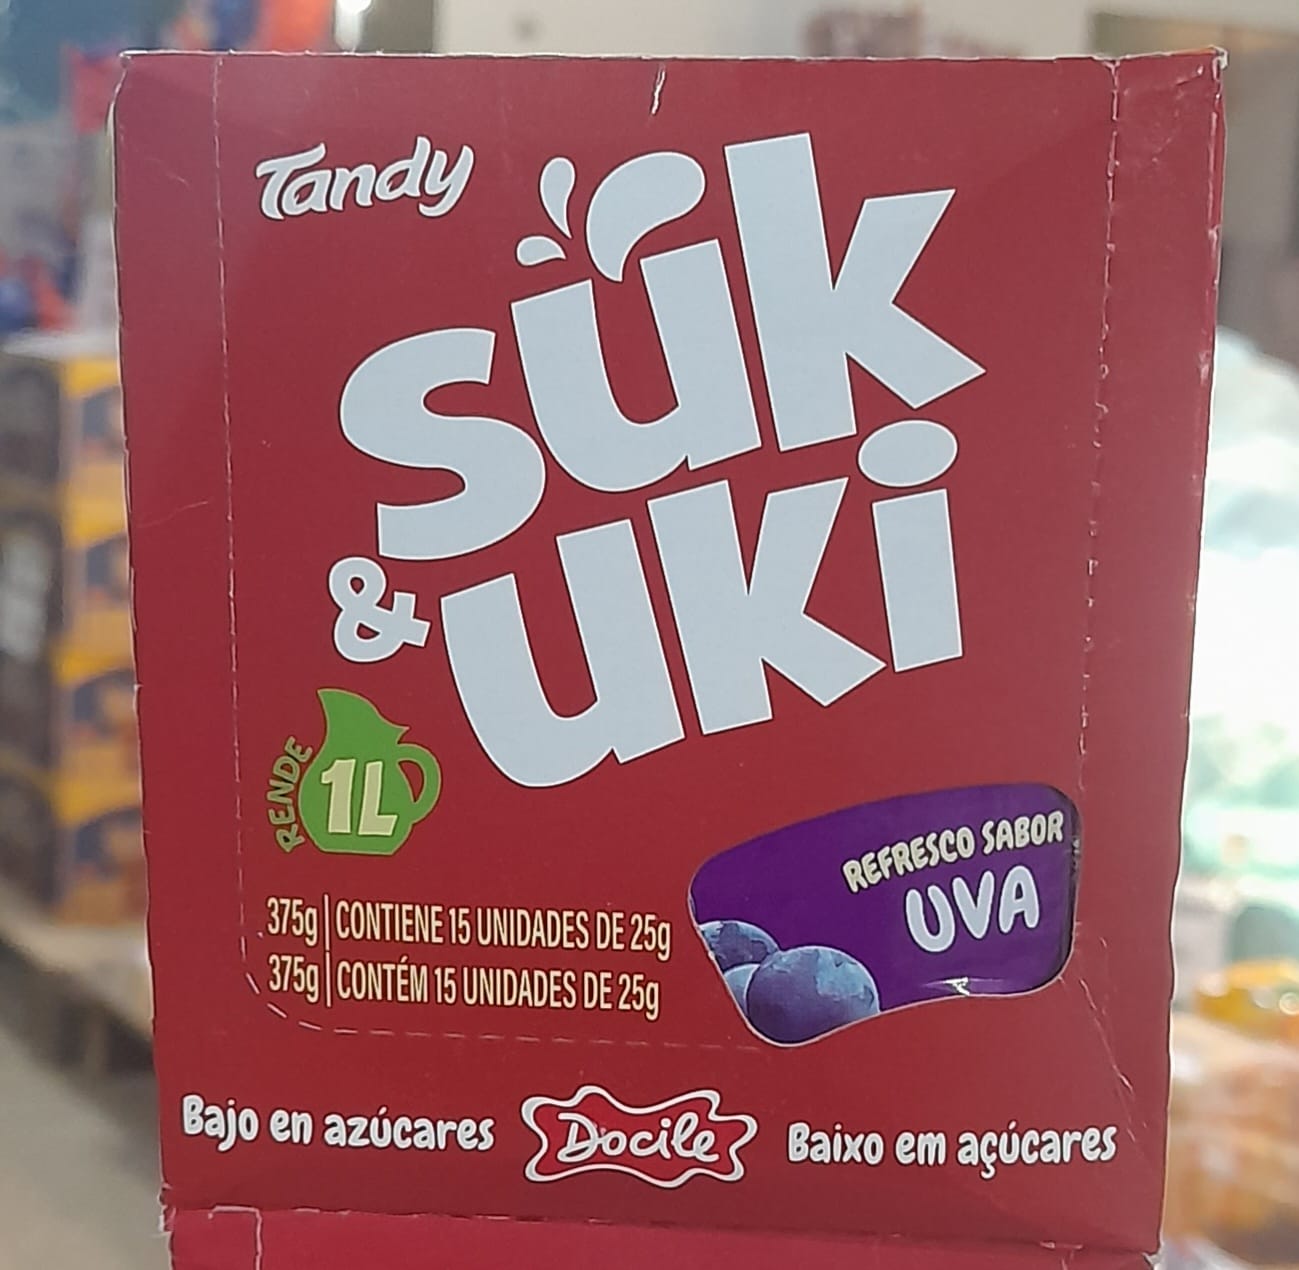 Tandy
suk
& uki
RENDE
1L
375g | CONTIENE 15 UNIDADES DE 25g
375g | CONTÉM 15 UNIDADES DE 25g
REFRESCO SABOR
UVA
Bajo en azúcares
Docile
Baixo em açúcares